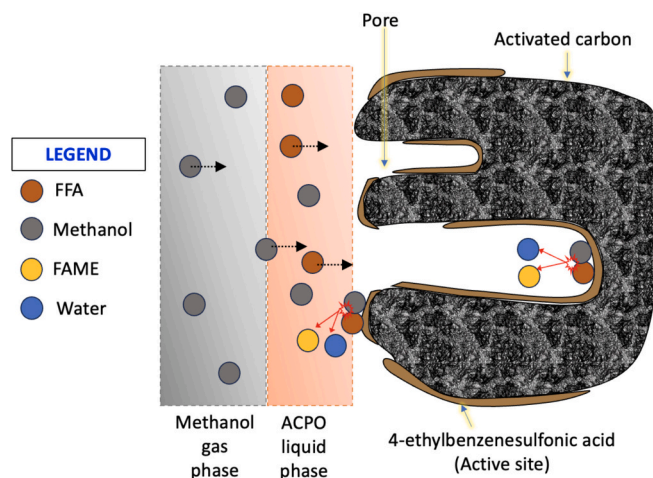 Pore
Activated carbon
LEGEND
FFA
Methanol
FAME
Water
Methanol
gas
phase
ACPO
liquid
phase
4-ethylbenzenesulfonic acid
(Active site)